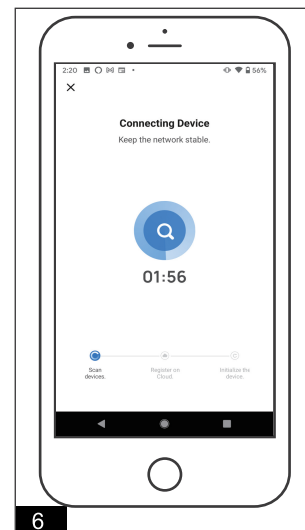 2:20 56%
Connecting Device
Keep the network stable.
01:56
Scan Register on Initialize the
devices. Cloud. device.
6